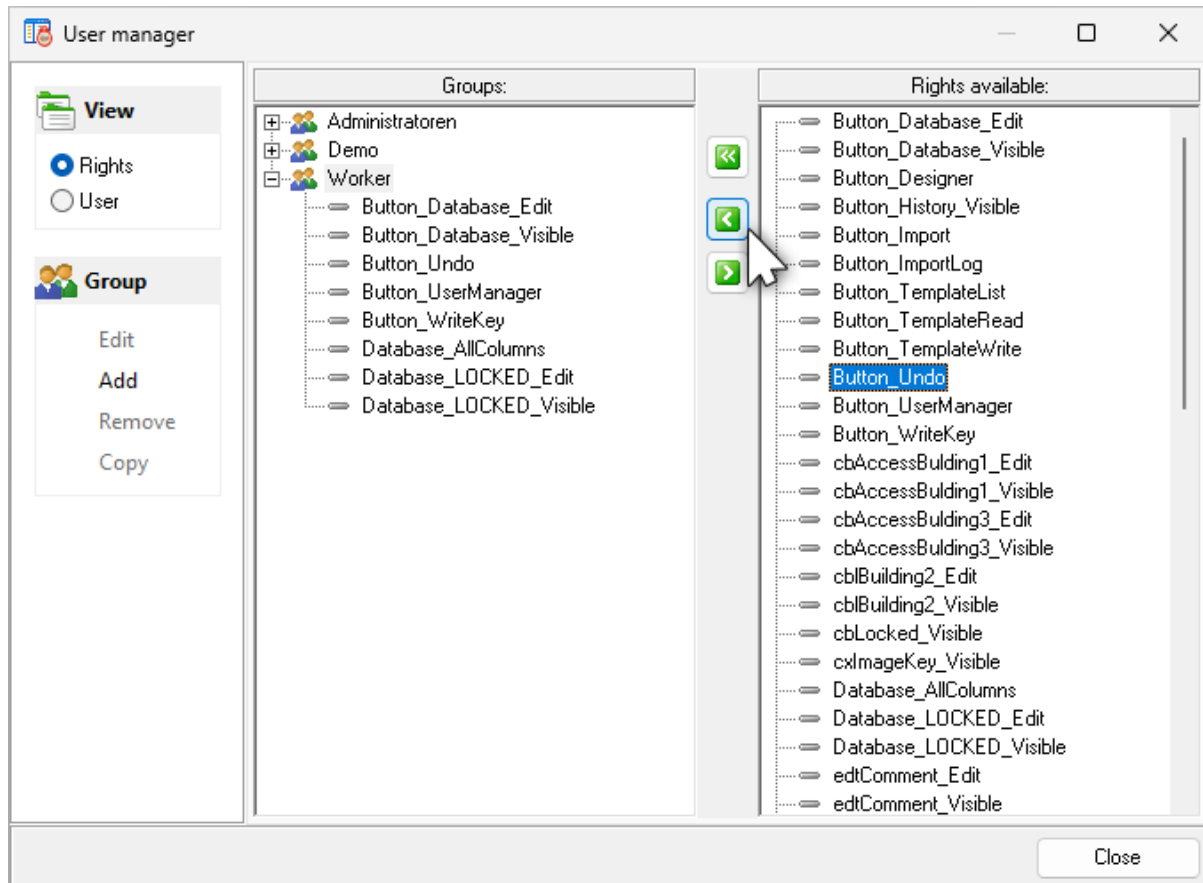 User manager
View
Rights
User
Group
Edit
Add
Remove
Copy
Groups:
Administratoren
Demo
Worker
Button_Database_Edit
Button_Database_Visible
Button_Undo
Button_UserManager
Button_WriteKey
Database_AllColumns
Database_LOCKED_Edit
Database_LOCKED_Visible
Rights available:
Button_Database_Edit
Button_Database_Visible
Button_Designer
Button_History_Visible
Button_Import
Button_ImportLog
Button_TemplateList
Button_TemplateRead
Button_TemplateWrite
Button_Undo
Button_UserManager
Button_WriteKey
cbAccessBulding1_Edit
cbAccessBulding1_Visible
cbAccessBulding3_Edit
cbAccessBulding3_Visible
cblBuilding2_Edit
cblBuilding2_Visible
cbLocked_Visible
cxImageKey_Visible
Database_AllColumns
Database_LOCKED_Edit
Database_LOCKED_Visible
edtComment_Edit
edtComment_Visible
Close